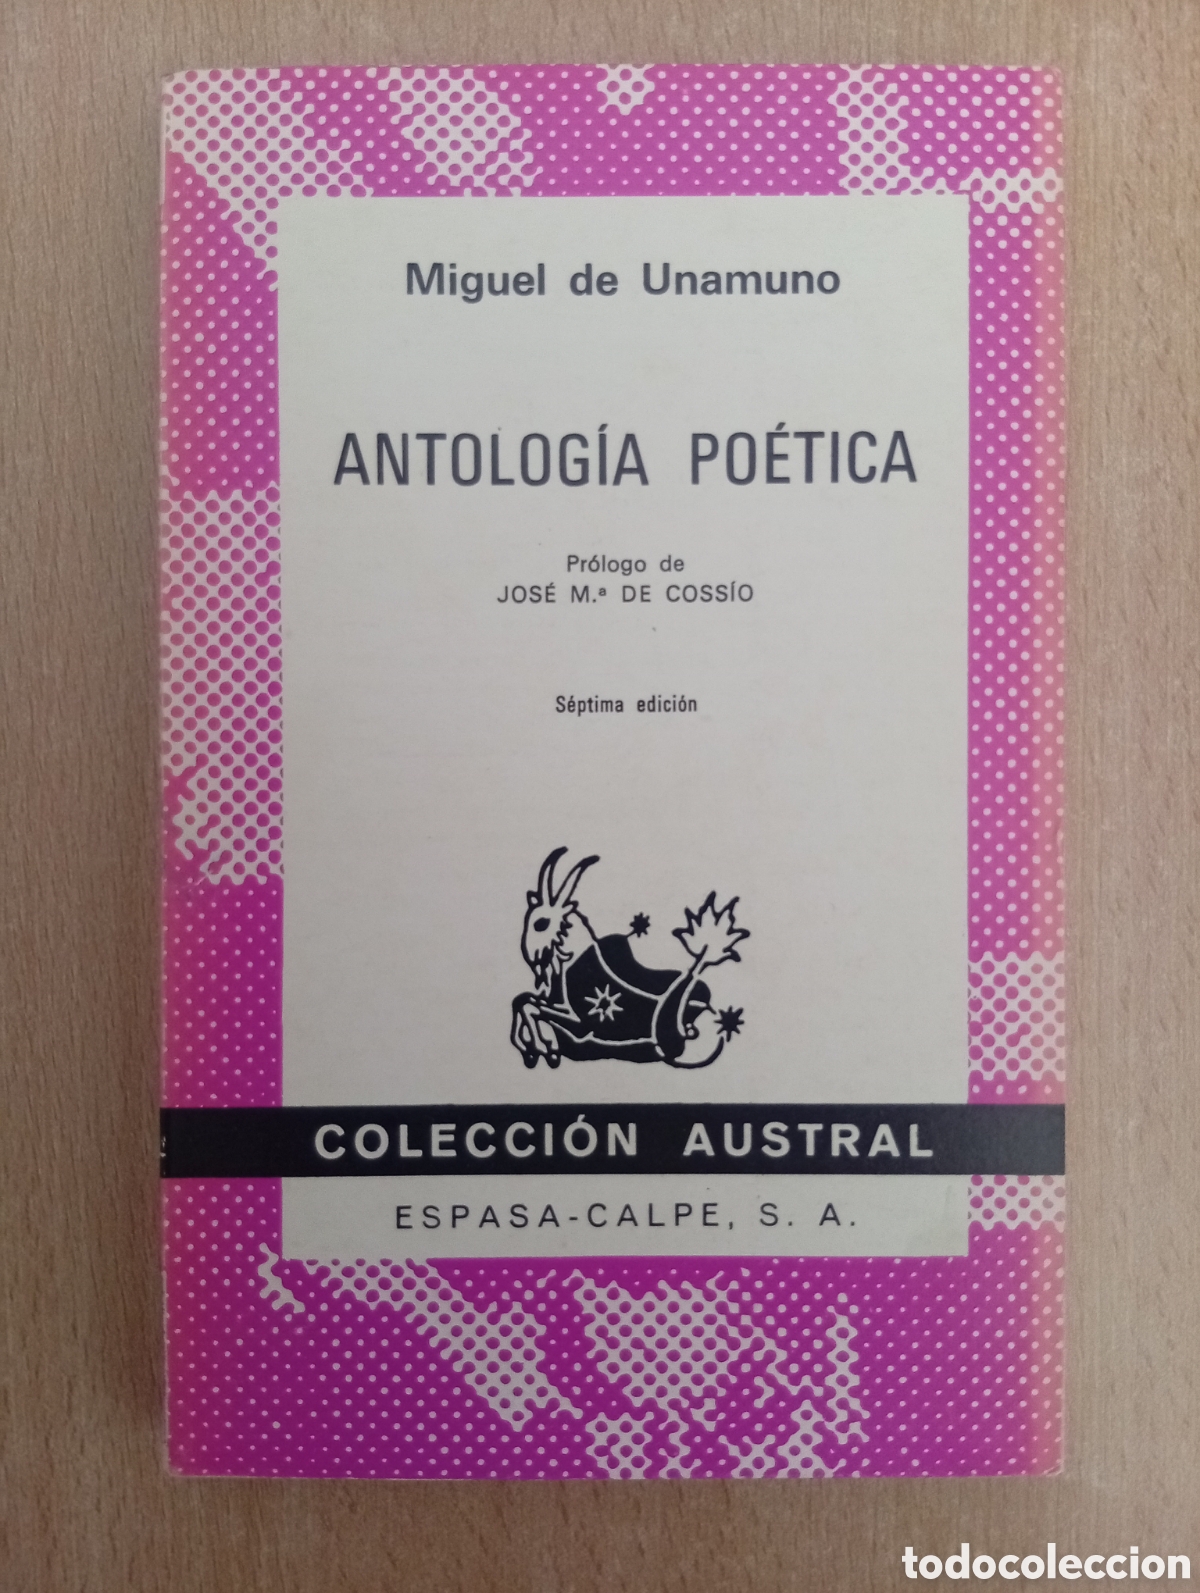 Miguel de Unamuno
ANTOLOGÍA POÉTICA
Prólogo de
JOSÉ M.ª DE COSSÍO
Séptima edición
COLECCIÓN AUSTRAL
ESPASA-CALPE, S. A.
todocoleccion